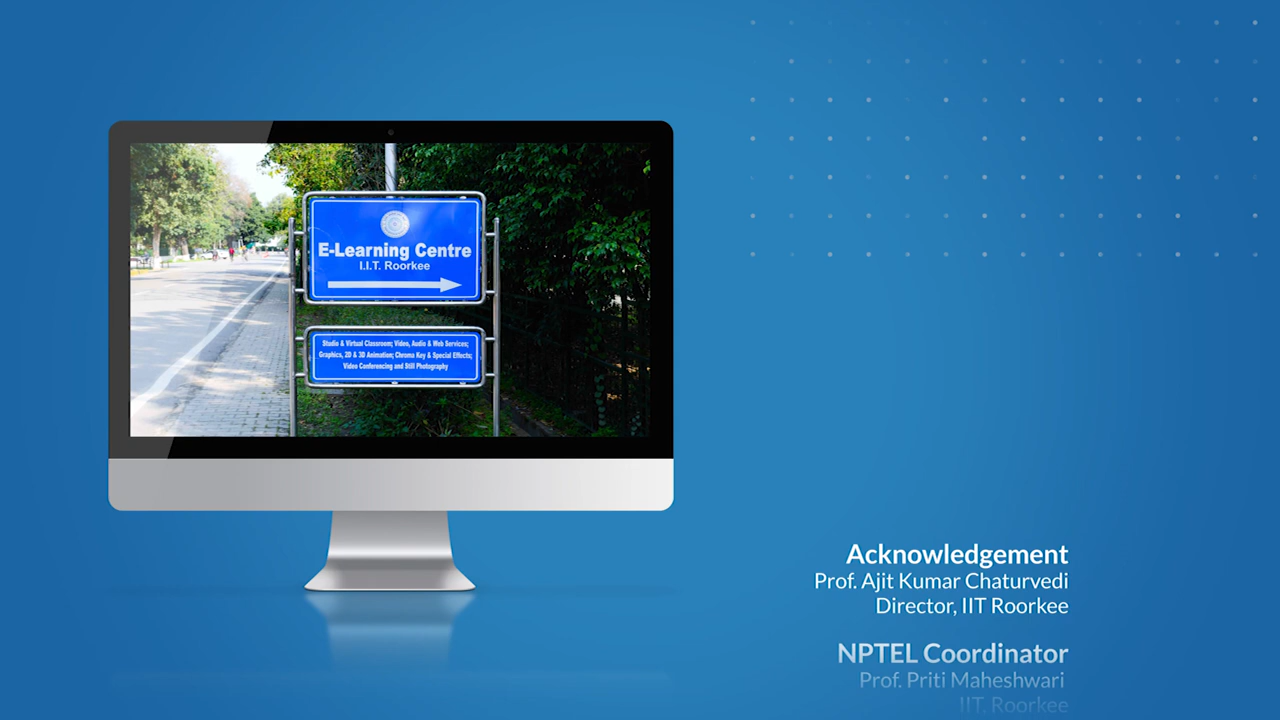 E-Learning Centre
I.I.T. Roorkee
Studio & Virtual Classroom; Video, Audio & Web Services;
Graphics, 2D & 3D Animation; Chroma Key & Special Effects;
Video Conferencing and Still Photography
Acknowledgement
Prof. Ajit Kumar Chaturvedi
Director, IIT Roorkee
NPTEL Coordinator
Prof. Priti Maheshwari
IIT. Roorkee